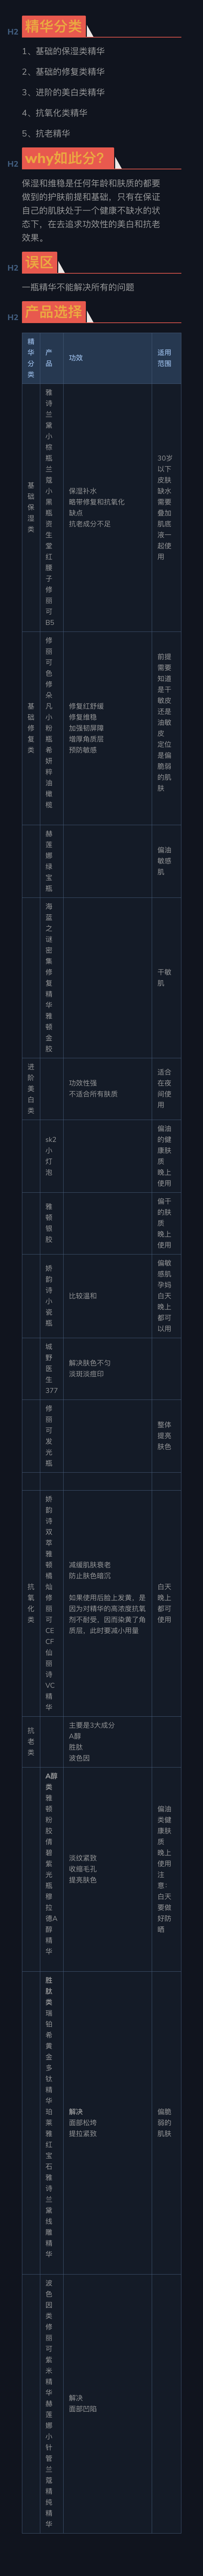 H2 精华分类
1、基础的保湿类精华
2、基础的修复类精华
3、进阶的美白类精华
4、抗氧化类精华
5、抗老精华
H2 why如此分？
保湿和维稳是任何年龄和肤质的都要
做到的护肤前提和基础，只有在保证
自己的肌肤处于一个健康不缺水的状
态下，在去追求功效性的美白和抗老
效果。
H2 误区
一瓶精华不能解决所有的问题
H2 产品选择
精华分类 产品 功效 适用范围
基础保湿类
雅诗兰黛小棕瓶兰蔻小黑瓶资生堂红腰子修丽可B5
保湿补水
略带修复和抗氧化
缺点
抗老成分不足
30岁以下皮肤缺水需要叠加肌底液一起使用
基础修复类
修丽可色修朵凡小粉瓶希妍粹油橄榄
修复红舒缓
修复维稳
加强韧屏障
增厚角质层
预防敏感
前提需要知道是干敏皮还是油敏皮
定位是偏脆弱的肌肤
赫莲娜绿宝瓶
偏油敏感肌
海蓝之谜密集修复精华雅顿金胶
干敏肌
进阶美白类
功效性强
不适合所有肤质
适合在夜间使用
sk2小灯泡
偏油的健康肤质
晚上使用
雅顿银胶
偏干的肤质
晚上使用
娇韵诗小瓷瓶
比较温和
偏敏感肌孕妈
白天晚上都可以用
城野医生377
解决肤色不匀
淡斑淡痘印
修丽可发光瓶
整体提亮肤色
抗氧化类
娇韵诗双萃雅顿橘灿修丽可CECF仙丽诗VC精华
减缓肌肤衰老
防止肤色暗沉
如果使用后脸上发黄，是
因为对精华的高浓度抗氧
剂不耐受、因而染黄了角
质层，此时要减小用量
白天晚上都可使用
抗老类
主要是3大成分
A醇
胜肽
波色因
A醇类
雅顿粉胶倩碧紫光瓶穆拉德A醇精华
淡纹紧致
收缩毛孔
提亮肤色
偏油类健康肤质
晚上使用
注意：
白天要做好防晒
胜肽类
瑞铂希黄金多钛精华珀莱雅红宝石雅诗兰黛线雕精华
解决
面部松垮
提拉紧致
偏脆弱的肌肤
波色因类
修丽可紫米精华赫莲娜小针管兰蔻精纯精华
解决
面部凹陷